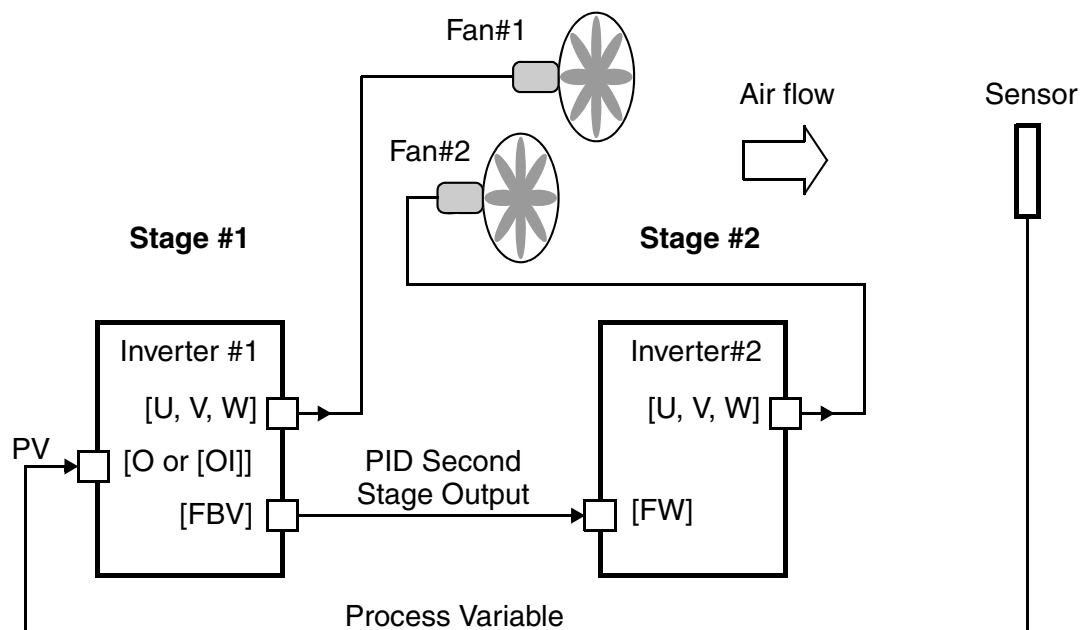 Fan#1
Air flow
Sensor
Fan#2
Stage #1
Stage #2
Inverter #1
Inverter#2
[U, V, W]
[U, V, W]
PV
[O or [OI]]
PID Second
Stage Output
[FBV]
[FW]
Process Variable